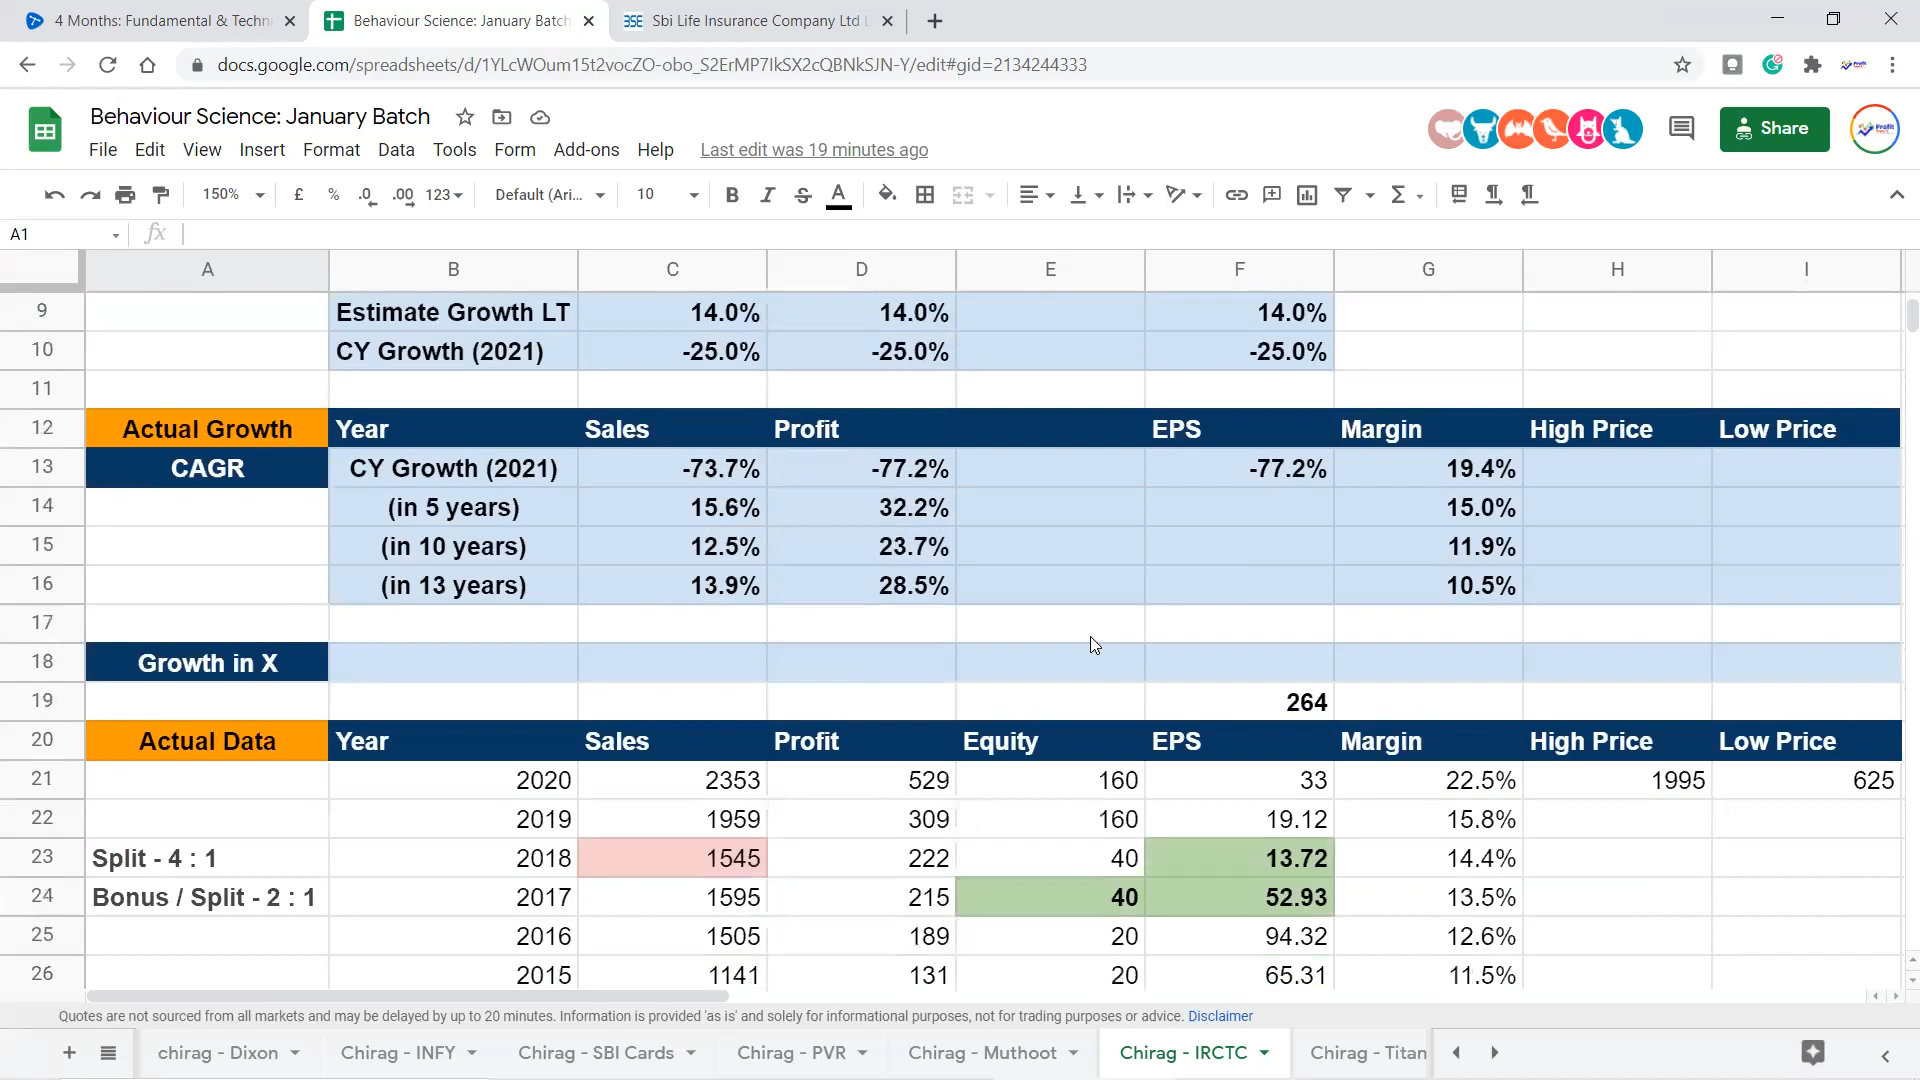 4 Months: Fundamental & Techn
Behaviour Science: January Batch
Sbi Life Insurance Company Ltd L
docs.google.com/spreadsheets/d/1YLcWOum15t2vocZO-obo_S2ErMP7IkSX2cQBNkSJN-Y/edit#gid=2134244333
Behaviour Science: January Batch
Share
File Edit View Insert Format Data Tools Form Add-ons Help Last edit was 19 minutes ago
150% £ % .0 .00 123 Default (Ari... 10 B I S A Σ
A1 fx
A B C D E F G H I
9 Estimate Growth LT 14.0% 14.0% 14.0%
10 CY Growth (2021) -25.0% -25.0% -25.0%
11
12 Actual Growth Year Sales Profit EPS Margin High Price Low Price
13 CAGR CY Growth (2021) -73.7% -77.2% -77.2% 19.4%
14 (in 5 years) 15.6% 32.2% 15.0%
15 (in 10 years) 12.5% 23.7% 11.9%
16 (in 13 years) 13.9% 28.5% 10.5%
17
18 Growth in X
19 264
20 Actual Data Year Sales Profit Equity EPS Margin High Price Low Price
21 2020 2353 529 160 33 22.5% 1995 625
22 2019 1959 309 160 19.12 15.8%
23 Split - 4 : 1 2018 1545 222 40 13.72 14.4%
24 Bonus / Split - 2 : 1 2017 1595 215 40 52.93 13.5%
25 2016 1505 189 20 94.32 12.6%
26 2015 1141 131 20 65.31 11.5%
Quotes are not sourced from all markets and may be delayed by up to 20 minutes. Information is provided 'as is' and solely for informational purposes, not for trading purposes or advice. Disclaimer
chirag - Dixon Chirag - INFY Chirag - SBI Cards Chirag - PVR Chirag - Muthoot Chirag - IRCTC Chirag - Titan